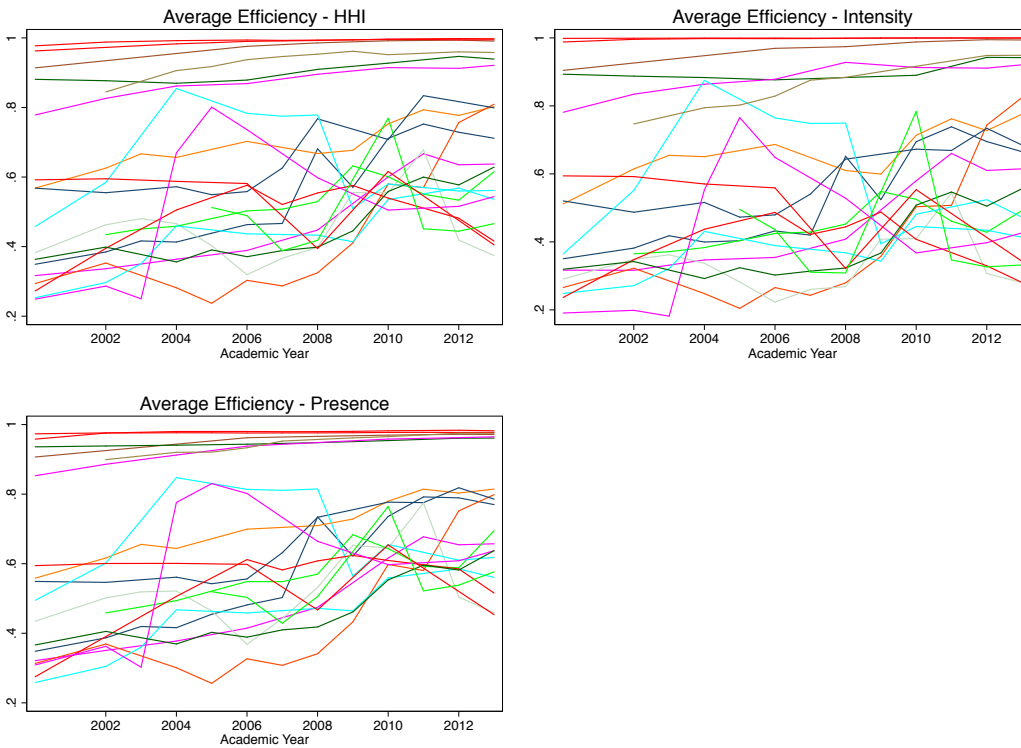 Average Efficiency - HHI
1
.8
.6
.4
.2
2002 2004 2006 2008 2010 2012
Academic Year
Average Efficiency - Intensity
1
.8
.6
.4
.2
2002 2004 2006 2008 2010 2012
Academic Year
Average Efficiency - Presence
1
.8
.6
.4
.2
2002 2004 2006 2008 2010 2012
Academic Year